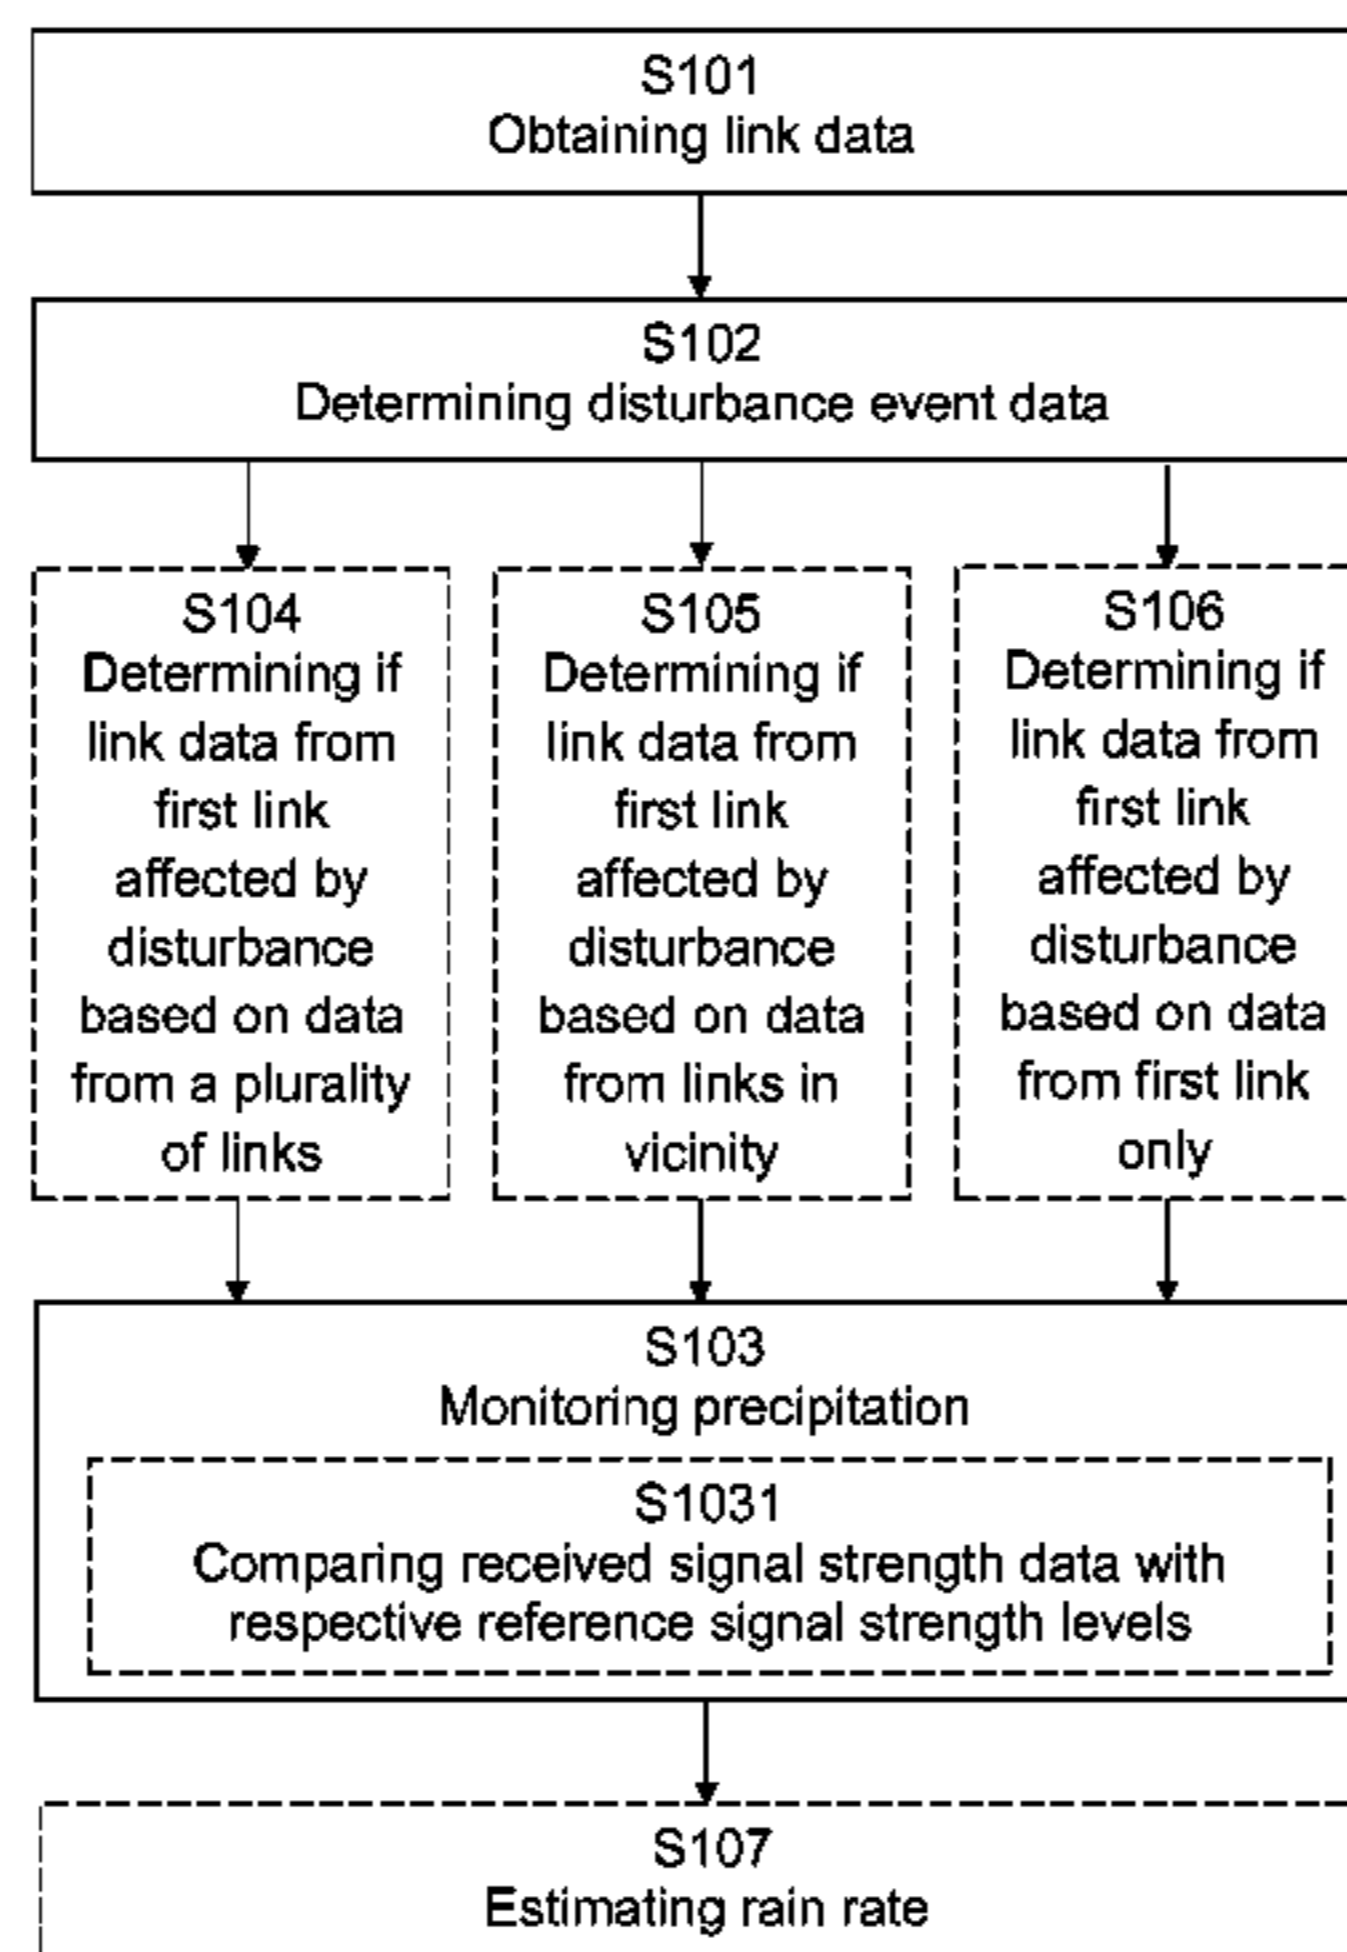 S101
Obtaining link data
S102
Determining disturbance event data
S104
Determining if
link data from
first link
affected by
disturbance
based on data
from a plurality
of links
S105
Determining if
link data from
first link
affected by
disturbance
based on data
from links in
vicinity
S106
Determining if
link data from
first link
affected by
disturbance
based on data
from first link
only
S103
Monitoring precipitation
S1031
Comparing received signal strength data with
respective reference signal strength levels
S107
Estimating rain rate